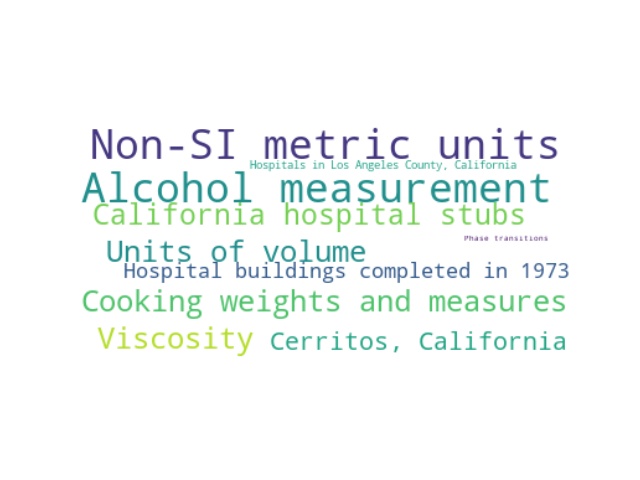 Non-SI metric units
Hospitals in Los Angeles County, California
Alcohol measurement
California hospital stubs
Phase transitions
Units of volume
Hospital buildings completed in 1973
Cooking weights and measures
Viscosity
Cerritos, California